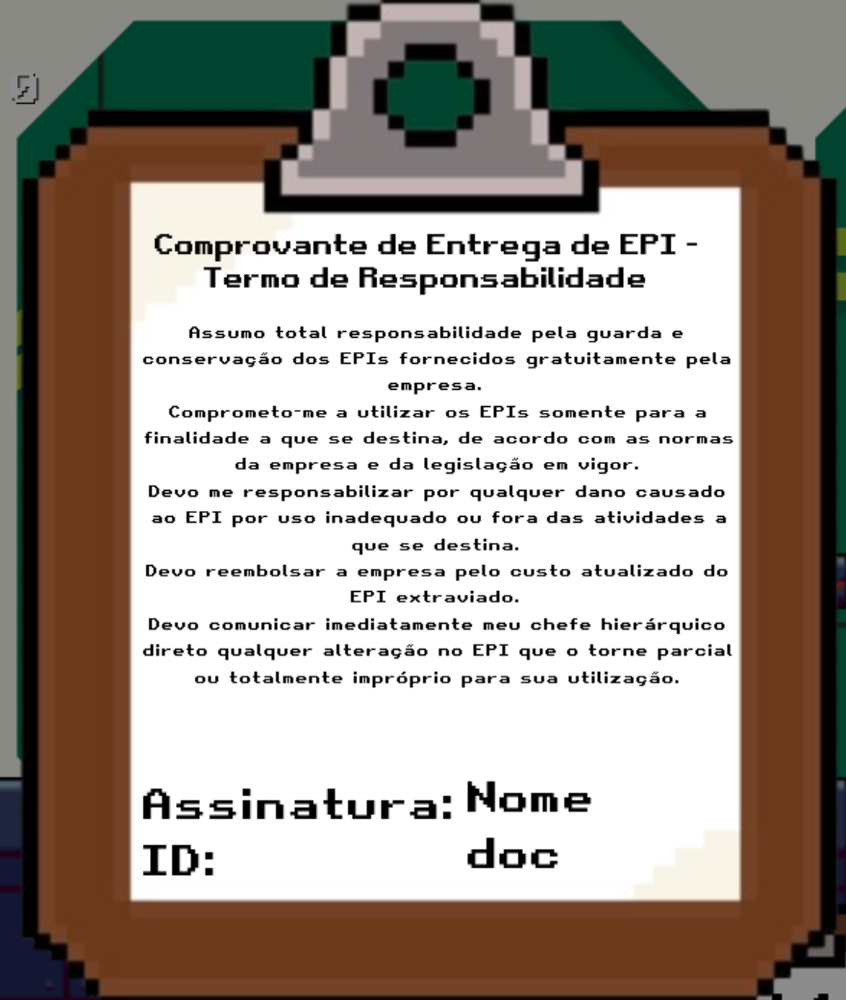 Comprovante de Entrega de EPI -
Termo de Responsabilidade
Assumo total responsabilidade pela guarda e
conservação dos EPIs fornecidos gratuitamente pela
empresa.
Comprometo-me a utilizar os EPIs somente para a
finalidade a que se destina, de acordo com as normas
da empresa e da legislação em vigor.
Devo me responsabilizar por qualquer dano causado
ao EPI por uso inadequado ou fora das atividades a
que se destina.
Devo reembolsar a empresa pelo custo atualizado do
EPI extraviado.
Devo comunicar imediatamente meu chefe hierárquico
direto qualquer alteração no EPI que o torne parcial
ou totalmente impróprio para sua utilização.
Assinatura: Nome
ID: doc